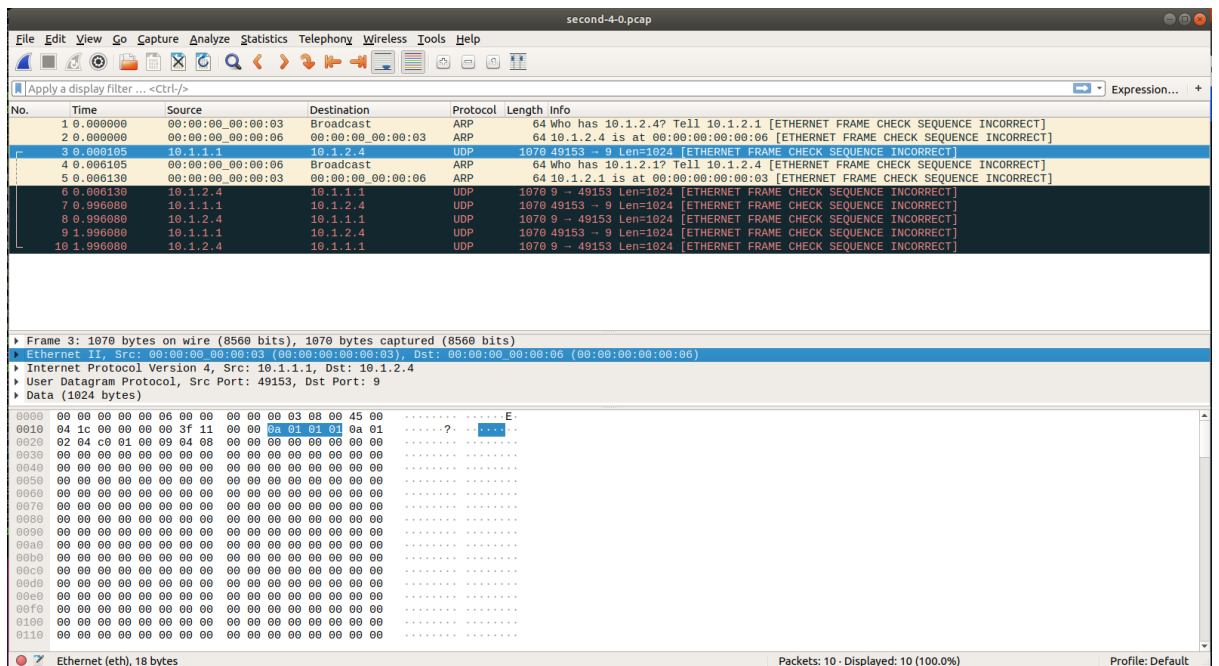 second-4-0.pcap
File Edit View Go Capture Analyze Statistics Telephony Wireless Tools Help
Apply a display filter ... <Ctrl-/> Expression... +
No. Time Source Destination Protocol Length Info
1 0.000000 00:00:00_00:00:03 Broadcast ARP 64 Who has 10.1.2.4? Tell 10.1.2.1 [ETHERNET FRAME CHECK SEQUENCE INCORRECT]
2 0.000000 00:00:00_00:00:06 00:00:00_00:00:03 ARP 64 10.1.2.4 is at 00:00:00:00:00:06 [ETHERNET FRAME CHECK SEQUENCE INCORRECT]
3 0.000105 10.1.1.1 10.1.2.4 UDP 1070 49153 → 9 Len=1024 [ETHERNET FRAME CHECK SEQUENCE INCORRECT]
4 0.006105 00:00:00_00:00:06 Broadcast ARP 64 Who has 10.1.2.1? Tell 10.1.2.4 [ETHERNET FRAME CHECK SEQUENCE INCORRECT]
5 0.006130 00:00:00_00:00:03 00:00:00_00:00:06 ARP 64 10.1.2.1 is at 00:00:00:00:00:03 [ETHERNET FRAME CHECK SEQUENCE INCORRECT]
6 0.006130 10.1.2.4 10.1.1.1 UDP 1070 9 → 49153 Len=1024 [ETHERNET FRAME CHECK SEQUENCE INCORRECT]
7 0.996080 10.1.1.1 10.1.2.4 UDP 1070 49153 → 9 Len=1024 [ETHERNET FRAME CHECK SEQUENCE INCORRECT]
8 0.996080 10.1.2.4 10.1.1.1 UDP 1070 9 → 49153 Len=1024 [ETHERNET FRAME CHECK SEQUENCE INCORRECT]
9 1.996080 10.1.1.1 10.1.2.4 UDP 1070 49153 → 9 Len=1024 [ETHERNET FRAME CHECK SEQUENCE INCORRECT]
10 1.996080 10.1.2.4 10.1.1.1 UDP 1070 9 → 49153 Len=1024 [ETHERNET FRAME CHECK SEQUENCE INCORRECT]
Frame 3: 1070 bytes on wire (8560 bits), 1070 bytes captured (8560 bits)
Ethernet II, Src: 00:00:00_00:00:03 (00:00:00:00:00:03), Dst: 00:00:00_00:00:06 (00:00:00:00:00:06)
Internet Protocol Version 4, Src: 10.1.1.1, Dst: 10.1.2.4
User Datagram Protocol, Src Port: 49153, Dst Port: 9
Data (1024 bytes)
0000 00 00 00 00 00 06 00 00 00 00 00 03 08 00 45 00 ········ ······E·
0010 04 1c 00 00 00 00 3f 11 00 00 0a 01 01 01 0a 01 ······?· ········
0020 02 04 c0 01 00 09 04 08 00 00 00 00 00 00 00 00 ········ ········
0030 00 00 00 00 00 00 00 00 00 00 00 00 00 00 00 00 ········ ········
0040 00 00 00 00 00 00 00 00 00 00 00 00 00 00 00 00 ········ ········
0050 00 00 00 00 00 00 00 00 00 00 00 00 00 00 00 00 ········ ········
0060 00 00 00 00 00 00 00 00 00 00 00 00 00 00 00 00 ········ ········
0070 00 00 00 00 00 00 00 00 00 00 00 00 00 00 00 00 ········ ········
0080 00 00 00 00 00 00 00 00 00 00 00 00 00 00 00 00 ········ ········
0090 00 00 00 00 00 00 00 00 00 00 00 00 00 00 00 00 ········ ········
00a0 00 00 00 00 00 00 00 00 00 00 00 00 00 00 00 00 ········ ········
00b0 00 00 00 00 00 00 00 00 00 00 00 00 00 00 00 00 ········ ········
00c0 00 00 00 00 00 00 00 00 00 00 00 00 00 00 00 00 ········ ········
00d0 00 00 00 00 00 00 00 00 00 00 00 00 00 00 00 00 ········ ········
00e0 00 00 00 00 00 00 00 00 00 00 00 00 00 00 00 00 ········ ········
00f0 00 00 00 00 00 00 00 00 00 00 00 00 00 00 00 00 ········ ········
0100 00 00 00 00 00 00 00 00 00 00 00 00 00 00 00 00 ········ ········
0110 00 00 00 00 00 00 00 00 00 00 00 00 00 00 00 00 ········ ········
Ethernet (eth), 18 bytes Packets: 10 · Displayed: 10 (100.0%) Profile: Default